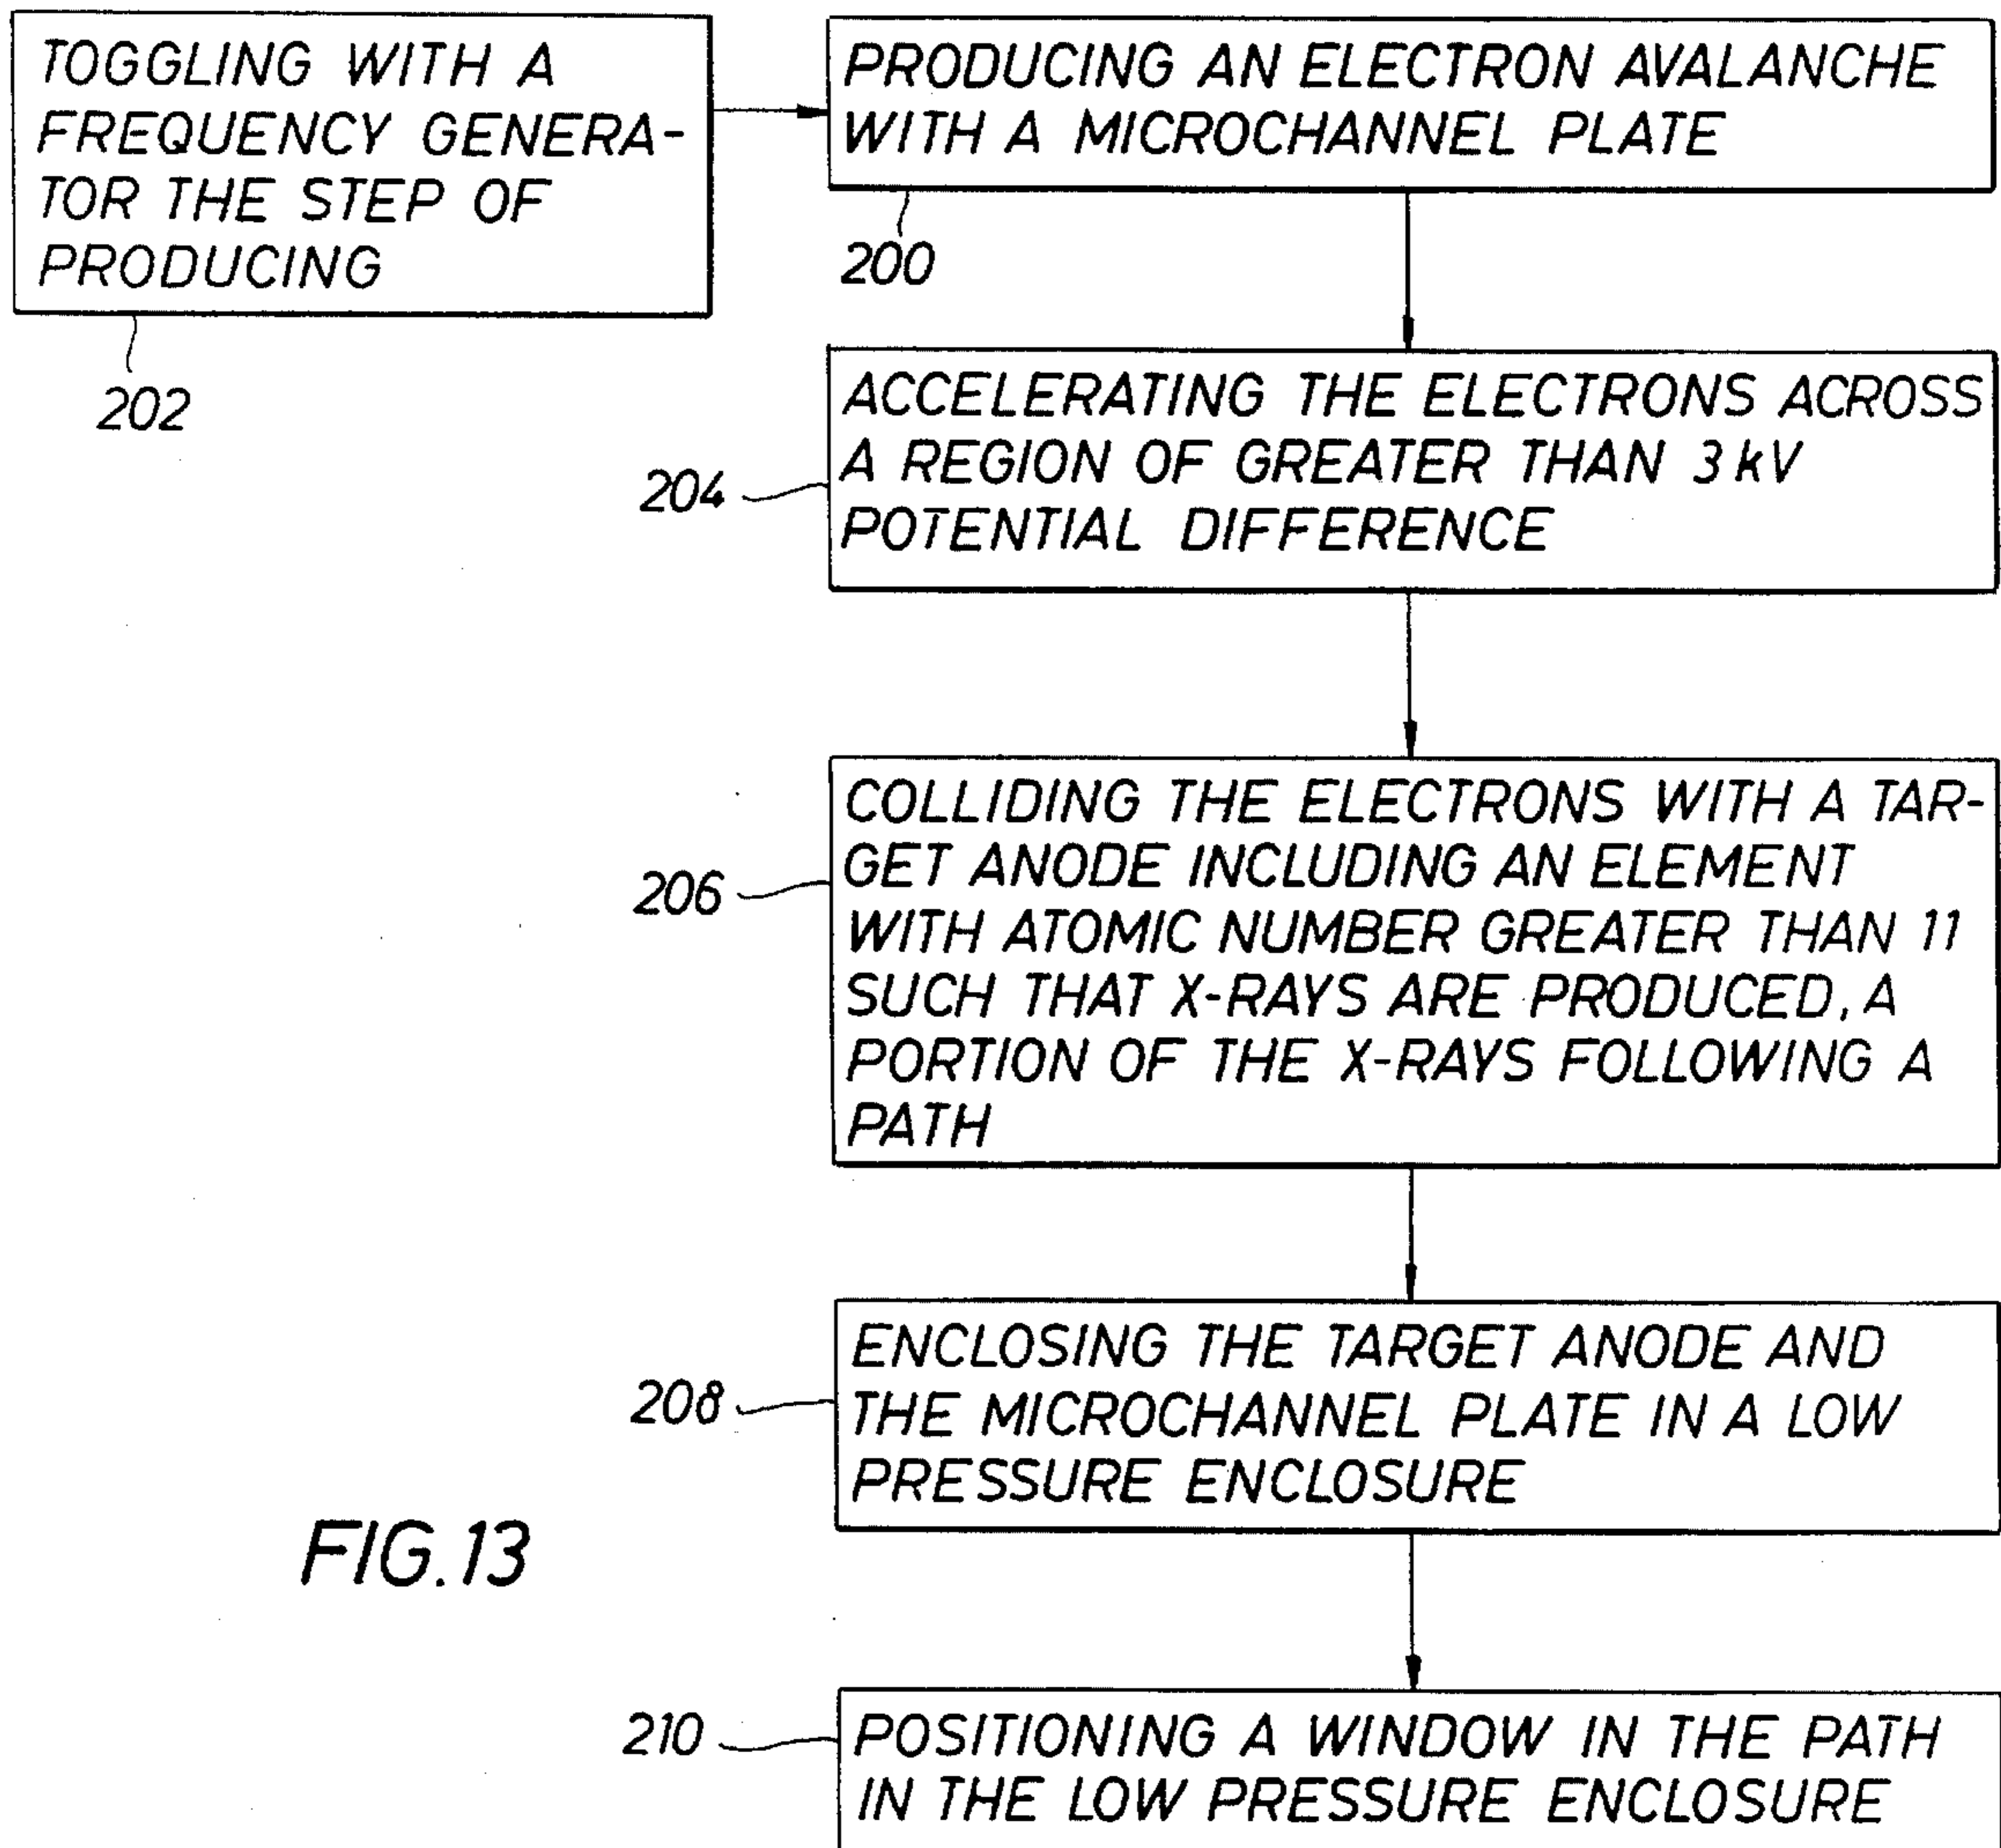 TOGGLING WITH A
FREQUENCY GENERA-
TOR THE STEP OF
PRODUCING
202
PRODUCING AN ELECTRON AVALANCHE
WITH A MICROCHANNEL PLATE
200
ACCELERATING THE ELECTRONS ACROSS
A REGION OF GREATER THAN 3 kV
POTENTIAL DIFFERENCE
204
COLLIDING THE ELECTRONS WITH A TAR-
GET ANODE INCLUDING AN ELEMENT
WITH ATOMIC NUMBER GREATER THAN 11
SUCH THAT X-RAYS ARE PRODUCED, A
PORTION OF THE X-RAYS FOLLOWING A
PATH
206
ENCLOSING THE TARGET ANODE AND
THE MICROCHANNEL PLATE IN A LOW
PRESSURE ENCLOSURE
208
FIG.13
POSITIONING A WINDOW IN THE PATH
IN THE LOW PRESSURE ENCLOSURE
210